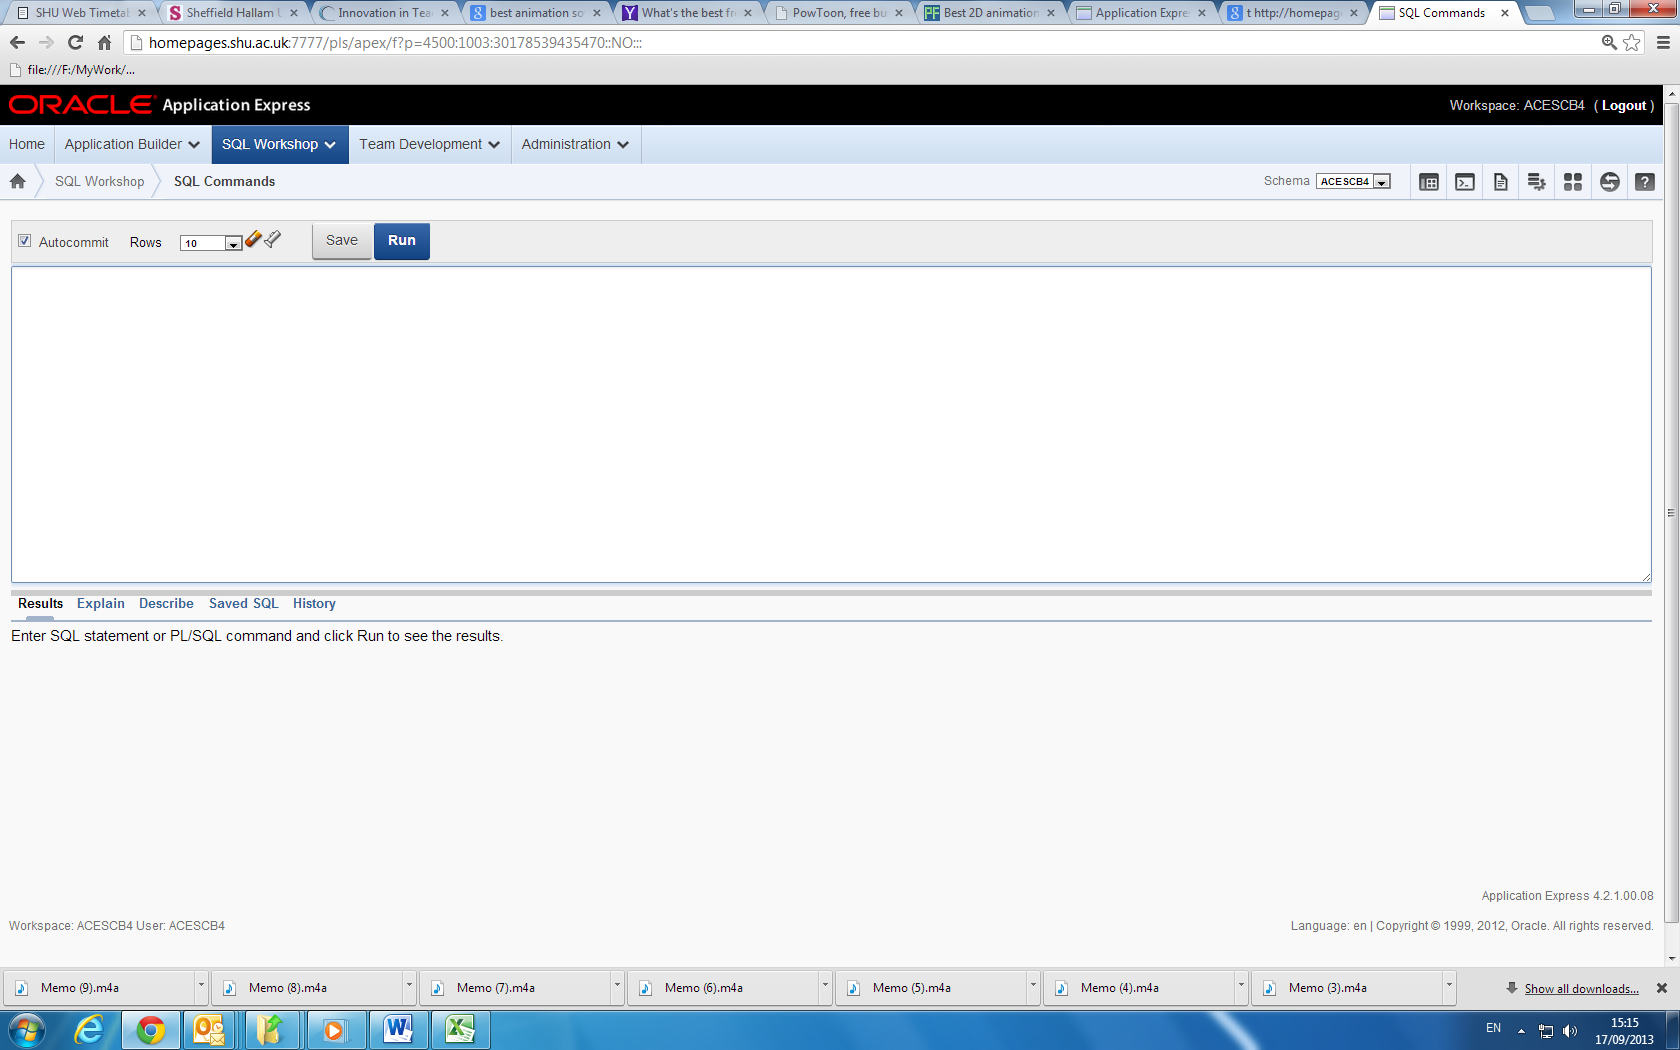 SHU Web Timeta
Sheffield Hallam U
Innovation in Tea
best animation so
What's the best fr
PowToon, free bu
Best 2D animation
Application Expre
t http://homepag
SQL Commands
homepages.shu.ac.uk:7777/pls/apex/f?p=4500:1003:30178539435470::NO:::
file:///F:/MyWork/...
ORACLE Application Express
Workspace: ACESCB4 ( Logout )
Home Application Builder SQL Workshop Team Development Administration
SQL Workshop SQL Commands
Schema ACESCB4
Autocommit Rows 10 Save Run
Results Explain Describe Saved SQL History
Enter SQL statement or PL/SQL command and click Run to see the results.
Application Express 4.2.1.00.08
Workspace: ACESCB4 User: ACESCB4
Language: en | Copyright © 1999, 2012, Oracle. All rights reserved.
Memo (9).m4a Memo (8).m4a Memo (7).m4a Memo (6).m4a Memo (5).m4a Memo (4).m4a Memo (3).m4a Show all downloads...
EN 15:15
17/09/2013